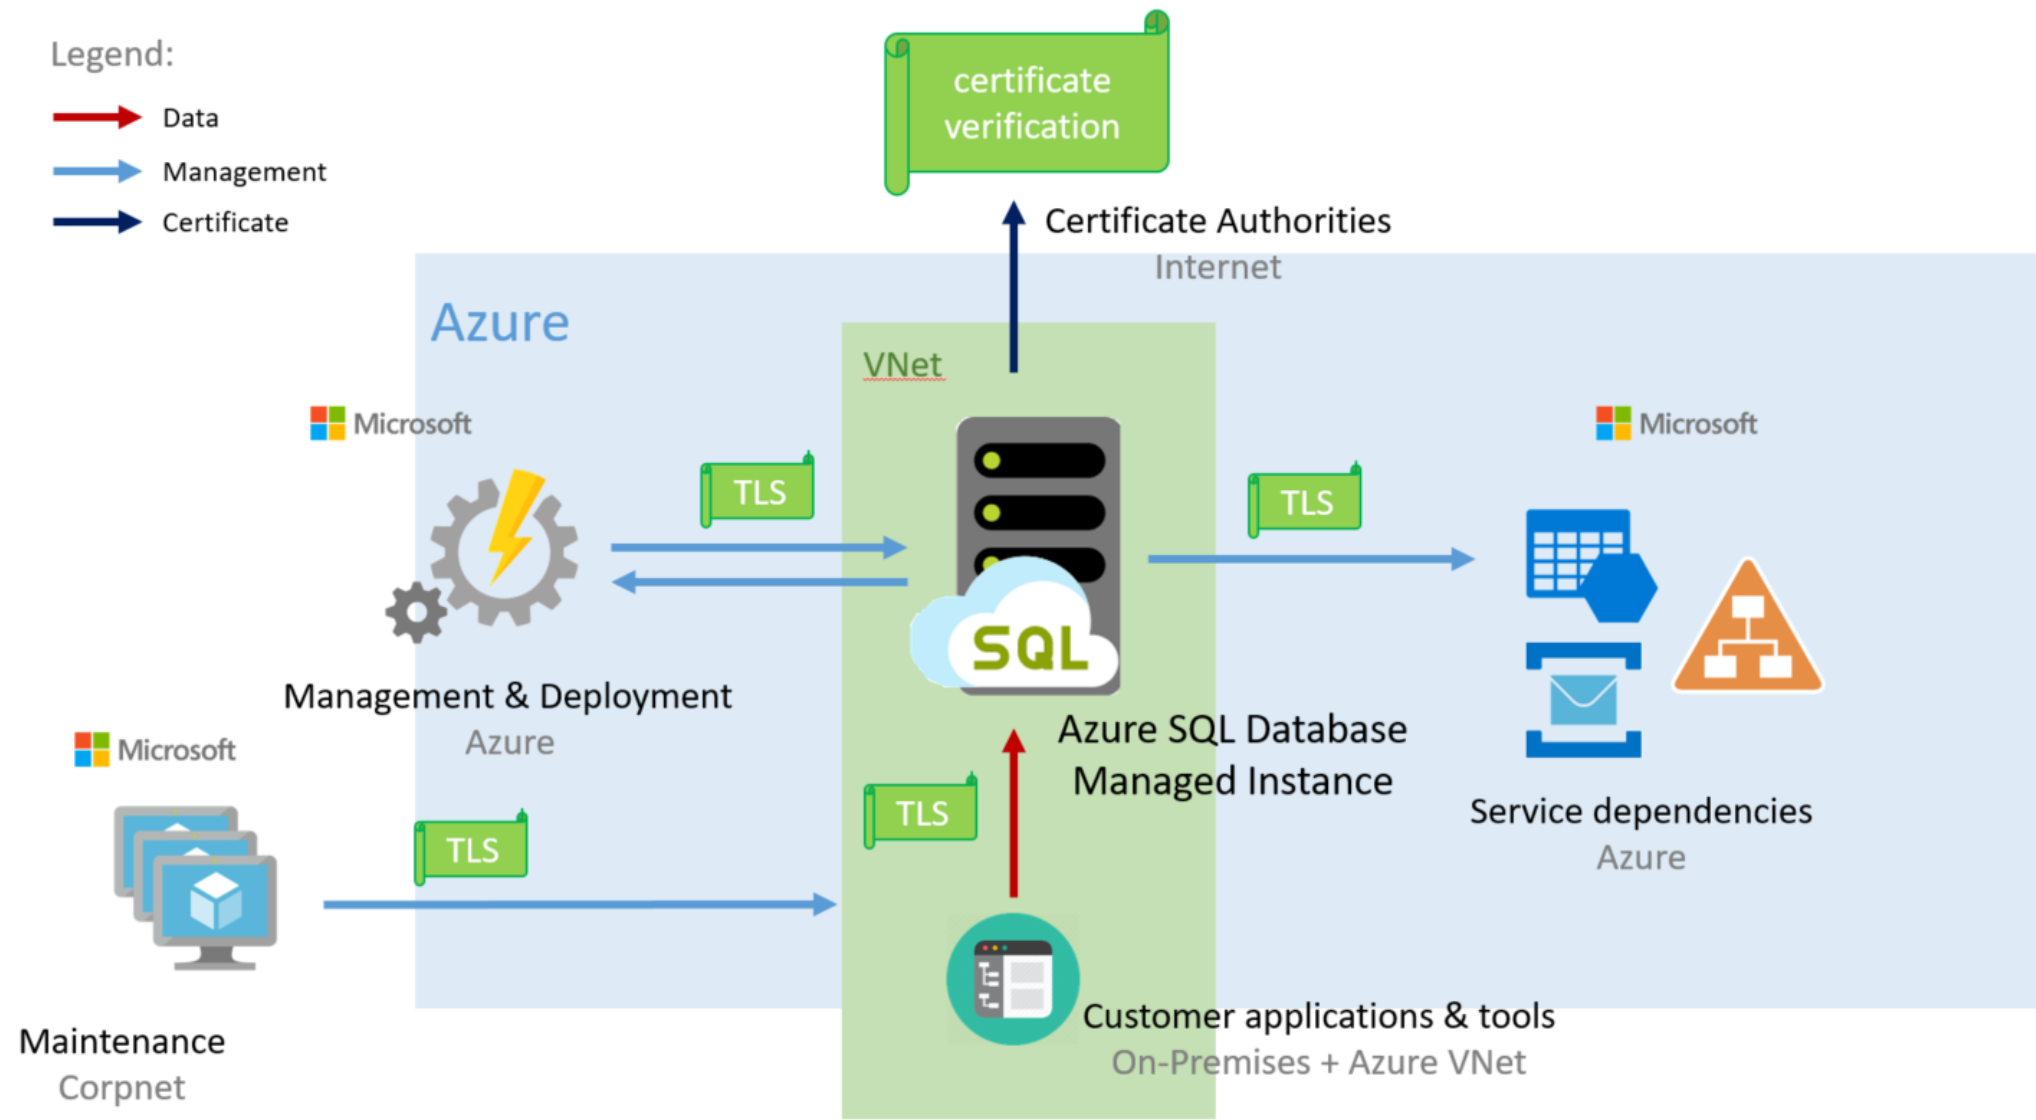 Legend:
Data
Management
Certificate
certificate
verification
Certificate Authorities
Internet
Azure
VNet
Microsoft
Microsoft
TLS
TLS
SQL
Management & Deployment
Azure
Azure SQL Database
Managed Instance
Microsoft
TLS
TLS
Service dependencies
Azure
Maintenance
Corpnet
Customer applications & tools
On-Premises + Azure VNet